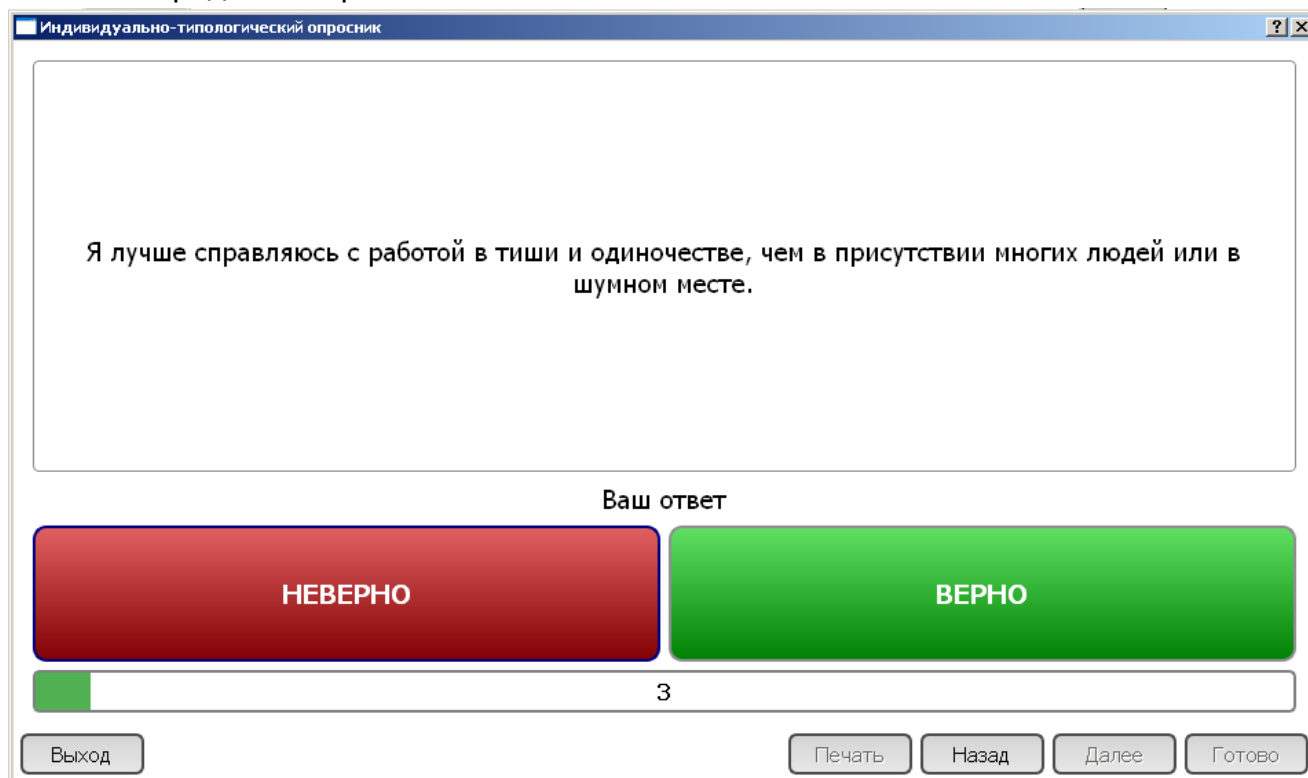 Индивидуально-типологический опросник
Я лучше справляюсь с работой в тиши и одиночестве, чем в присутствии многих людей или в
шумном месте.
Ваш ответ
НЕВЕРНО ВЕРНО
3
Выход Печать Назад Далее Готово